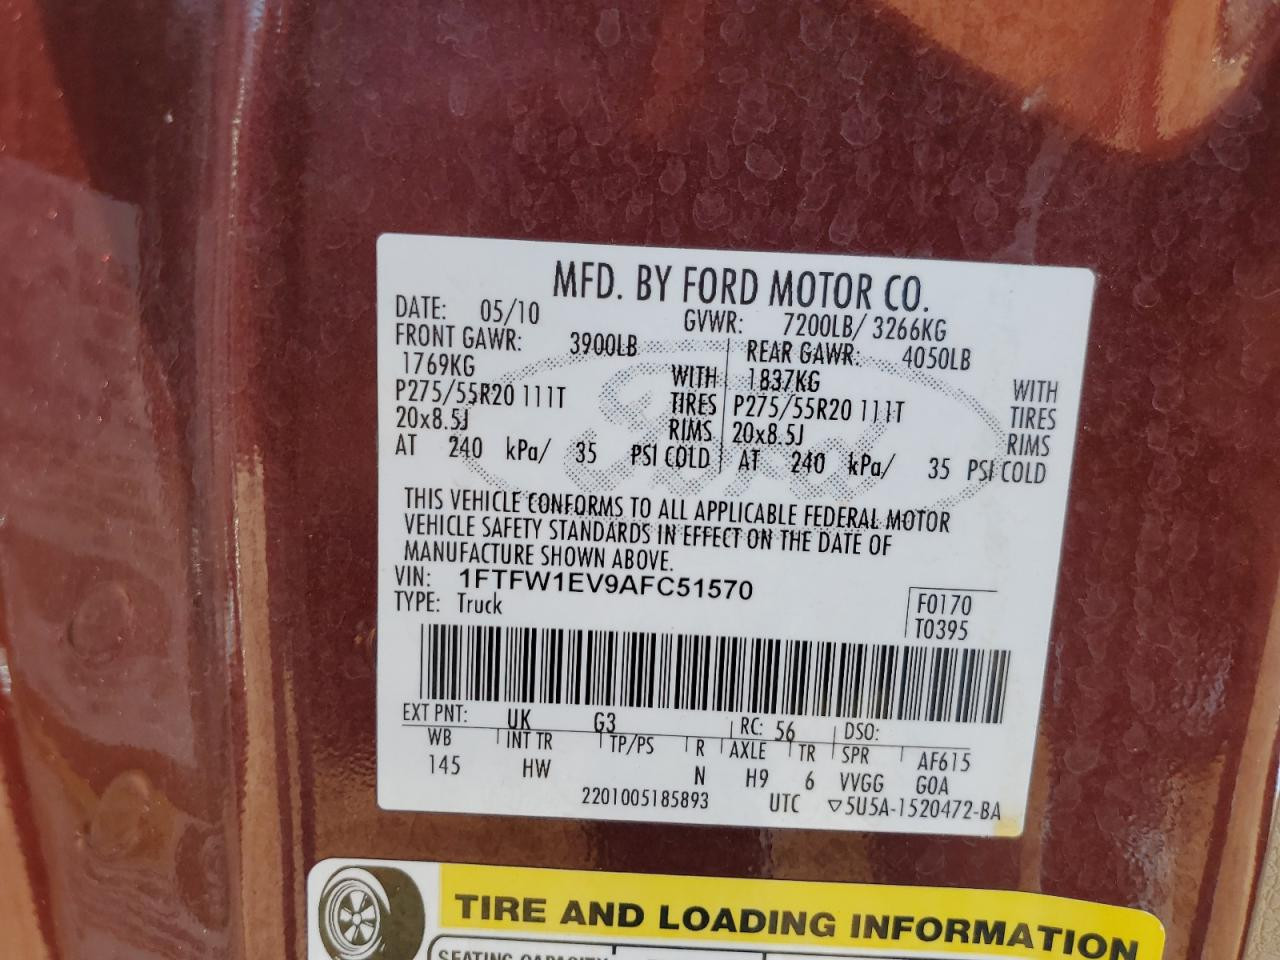 MFD. BY FORD MOTOR CO.
DATE: 05/10 GVWR: 7200LB/ 3266KG
FRONT GAWR: 3900LB REAR GAWR: 4050LB
1769KG WITH 1837KG WITH
P275/55R20 111T TIRES P275/55R20 111T TIRES
20x8.5J RIMS 20x8.5J RIMS
AT 240 kPa/ 35 PSI COLD AT 240 kPa/ 35 PSI COLD
THIS VEHICLE CONFORMS TO ALL APPLICABLE FEDERAL MOTOR
VEHICLE SAFETY STANDARDS IN EFFECT ON THE DATE OF
MANUFACTURE SHOWN ABOVE.
VIN: 1FTFW1EV9AFC51570 F0170
TYPE: Truck T0395
EXT PNT: UK G3 RC: 56 DSO:
WB INT TR TP/PS R AXLE TR SPR AF615
145 HW N H9 6 VVGG GOA
2201005185893 UTC ▽5U5A-1520472-BA
TIRE AND LOADING INFORMATION
SEATING CAPACITY